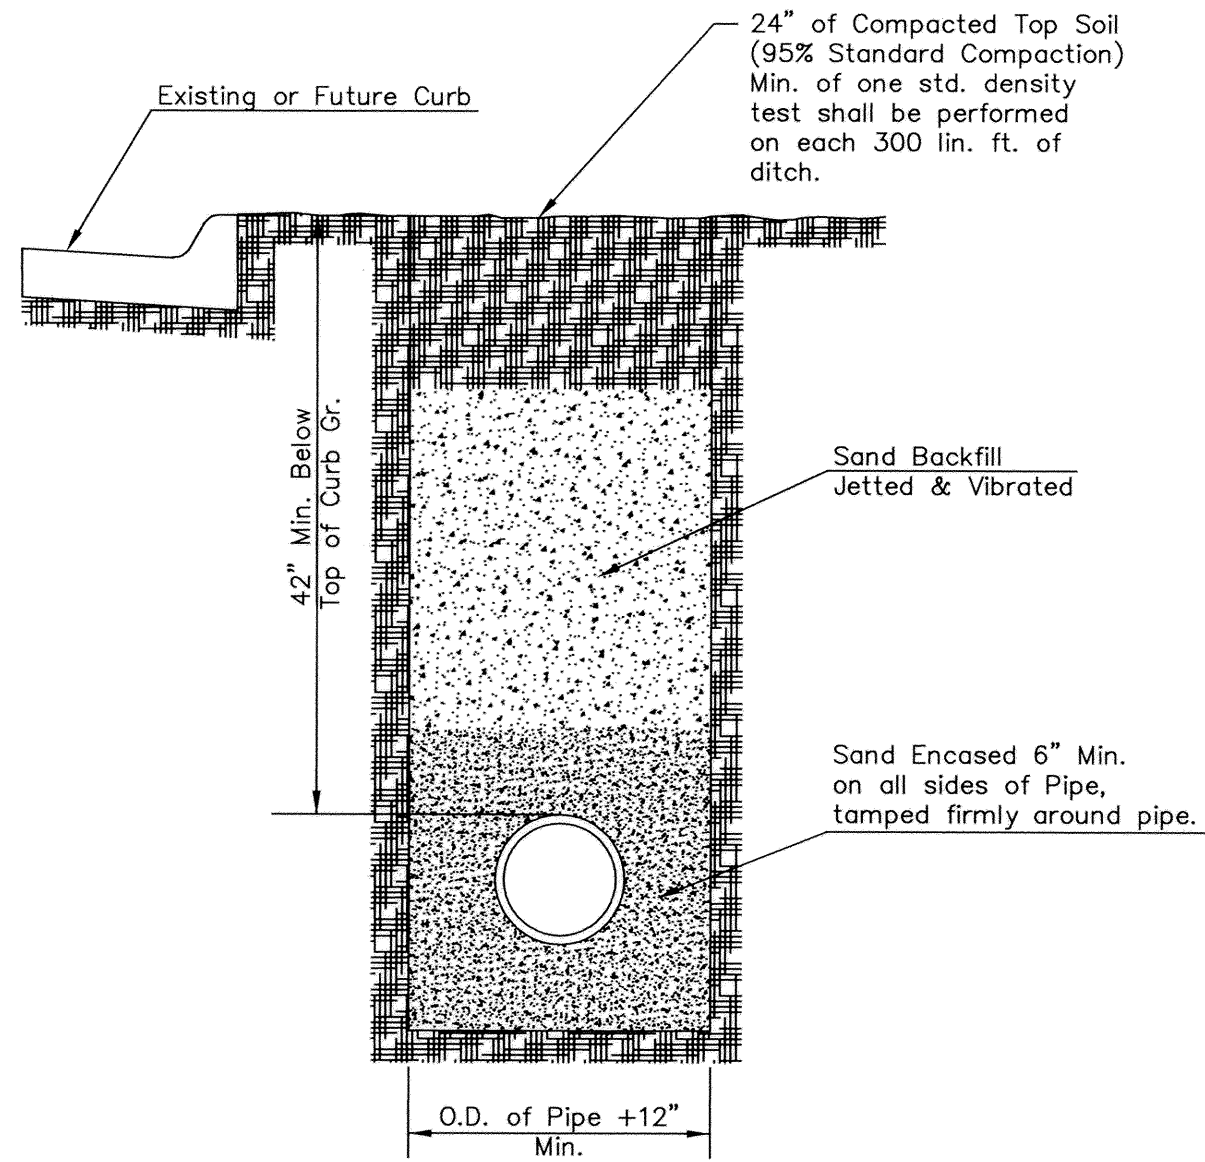 24" of Compacted Top Soil
(95% Standard Compaction)
Min. of one std. density
test shall be performed
on each 300 lin. ft. of
ditch.
Existing or Future Curb
42" Min. Below
Top of Curb Gr.
Sand Backfill
Jetted & Vibrated
Sand Encased 6" Min.
on all sides of Pipe,
tamped firmly around pipe.
O.D. of Pipe +12"
Min.